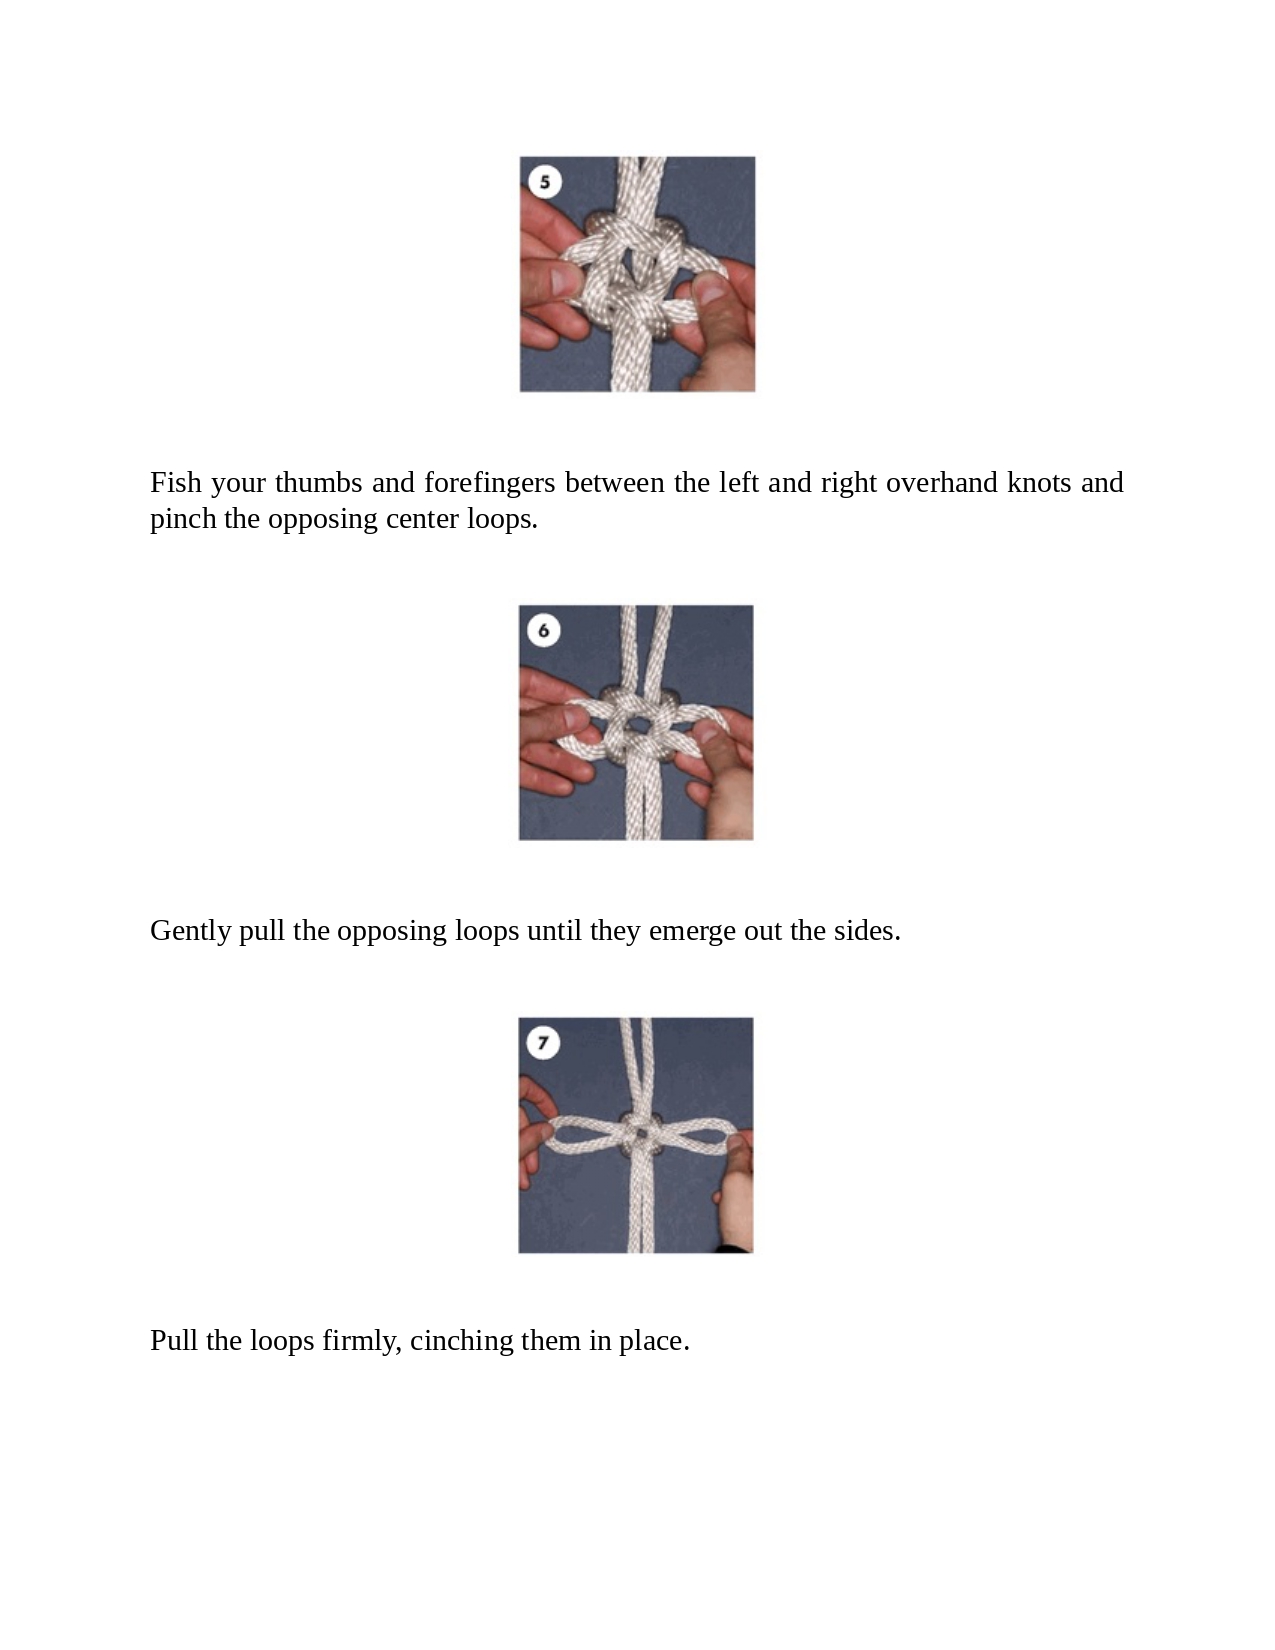 5
Fish your thumbs and forefingers between the left and right overhand knots and
pinch the opposing center loops.
6
Gently pull the opposing loops until they emerge out the sides.
7
Pull the loops firmly, cinching them in place.